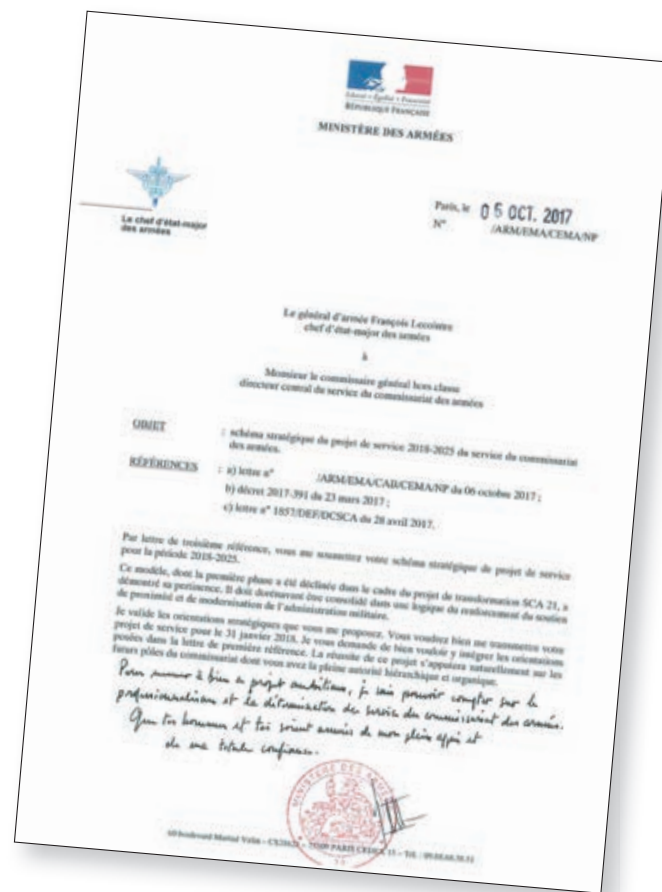 Liberté • Égalité • Fraternité
RÉPUBLIQUE FRANÇAISE
MINISTÈRE DES ARMÉES
Le chef d'état-major
des armées
Paris, le 05 OCT. 2017
N° /ARM/EMA/CEMA/NP
Le général d'armée François Lecointre
chef d'état-major des armées
à
Monsieur le commissaire général hors classe
directeur central du service du commissariat des armées
OBJET : schéma stratégique du projet de service 2018-2025 du service du commissariat
des armées.
RÉFÉRENCES : a) lettre n° /ARM/EMA/CAB/CEMA/NP du 06 octobre 2017 ;
b) décret 2017-391 du 23 mars 2017 ;
c) lettre n° 1857/DEF/DCSCA du 28 avril 2017.
Par lettre de troisième référence, vous me soumettez votre schéma stratégique de projet de service
pour la période 2018-2025.
Ce modèle, dont la première phase a été déclinée dans le cadre du projet de transformation SCA 21, a
démontré sa pertinence. Il doit dorénavant être consolidé dans une logique du renforcement du soutien
de proximité et de modernisation de l'administration militaire.
Je valide les orientations stratégiques que vous me proposez. Vous voudrez bien me transmettre votre
projet de service pour le 31 janvier 2018. Je vous demande de bien vouloir y intégrer les orientations
posées dans la lettre de première référence. La réussite de ce projet s'appuiera naturellement sur les
futurs pôles du commissariat dont vous avez la pleine autorité hiérarchique et organique.
Pour mener à bien ce projet ambitieux, je sais pouvoir compter sur le
professionnalisme et la détermination du service du commissariat des armées.
Que tes hommes et toi soient assurés de mon plein appui et
de ma totale confiance.
MINISTÈRE DES ARMÉES
60 boulevard Martial Valin – PARIS CEDEX 15 – Tél. :